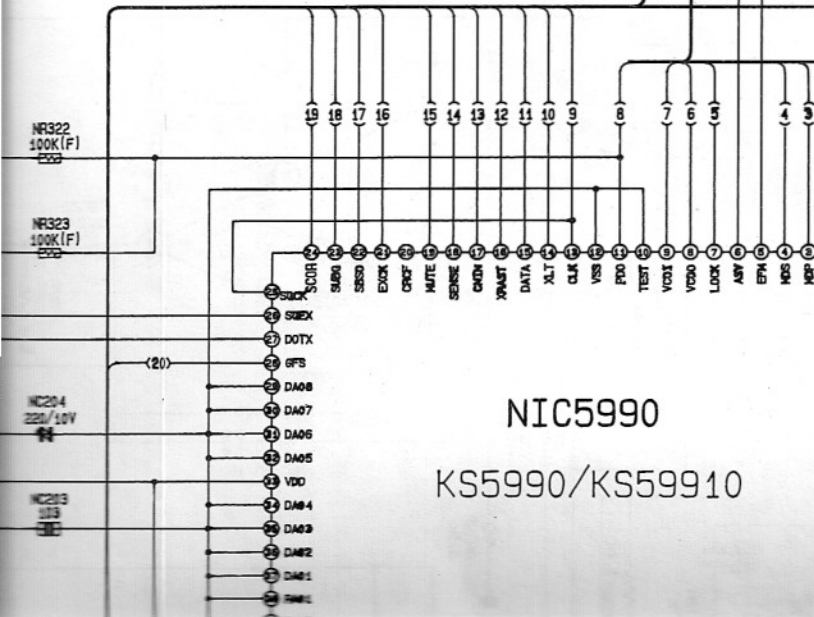 19 18 17 16 15 14 13 12 11 10 9 8 7 6 5 4 3
NR322
100K(F)
NR323
100K(F)
24 23 22 21 20 19 18 17 16 15 14 13 12 11 10 9 8 7 6 5 4 3
SCOR SUBQ SBSO EXCK CRCF MUTE SENSE XRAST DATA XLT CLK VSS PDO TEST VCOI VCOO LOCK ASY EFM
25 SQCK
26 SQEX
27 DOTX
(20)
28 GFS
29 DA08
NC204
220/10V
30 DA07
31 DA06
32 DA05
33 VDD
NC203
103
34 DA04
35 DA03
36 DA02
37 DA01
NIC5990
KS5990/KS59910